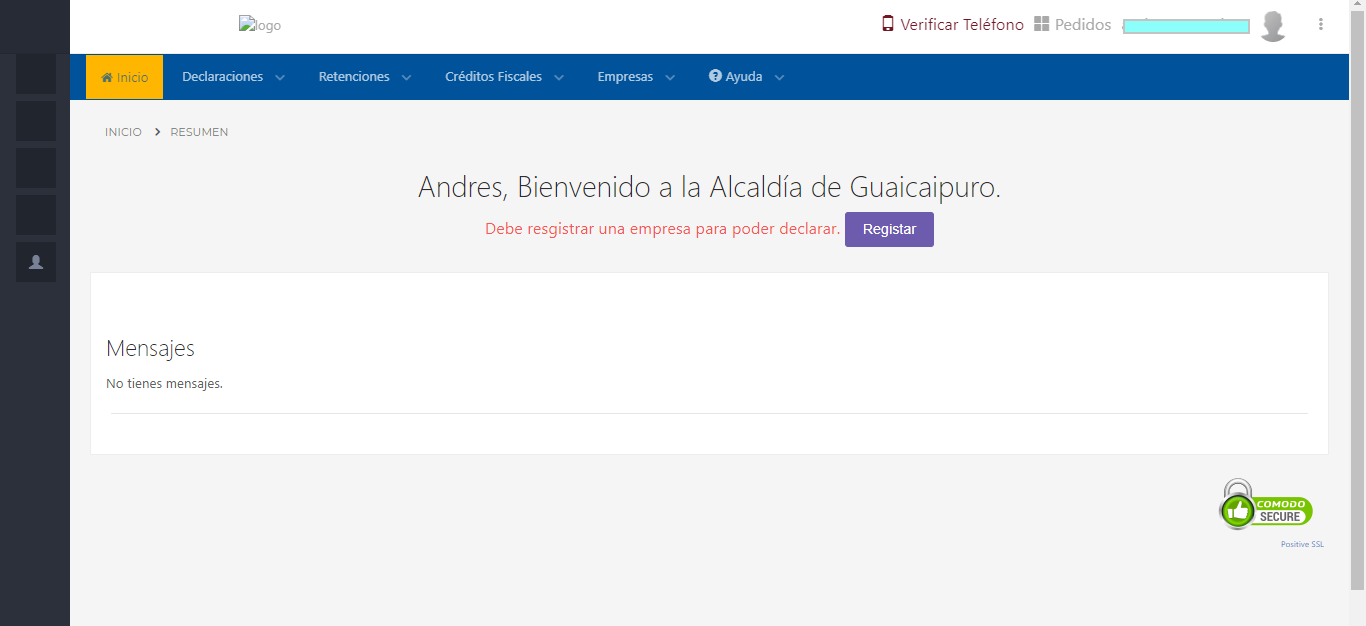 logo
Verificar Teléfono
Pedidos
Inicio
Declaraciones
Retenciones
Créditos Fiscales
Empresas
Ayuda
INICIO > RESUMEN
Andres, Bienvenido a la Alcaldía de Guaicaipuro.
Debe resgistrar una empresa para poder declarar. Registar
Mensajes
No tienes mensajes.
COMODO
SECURE
Positive SSL